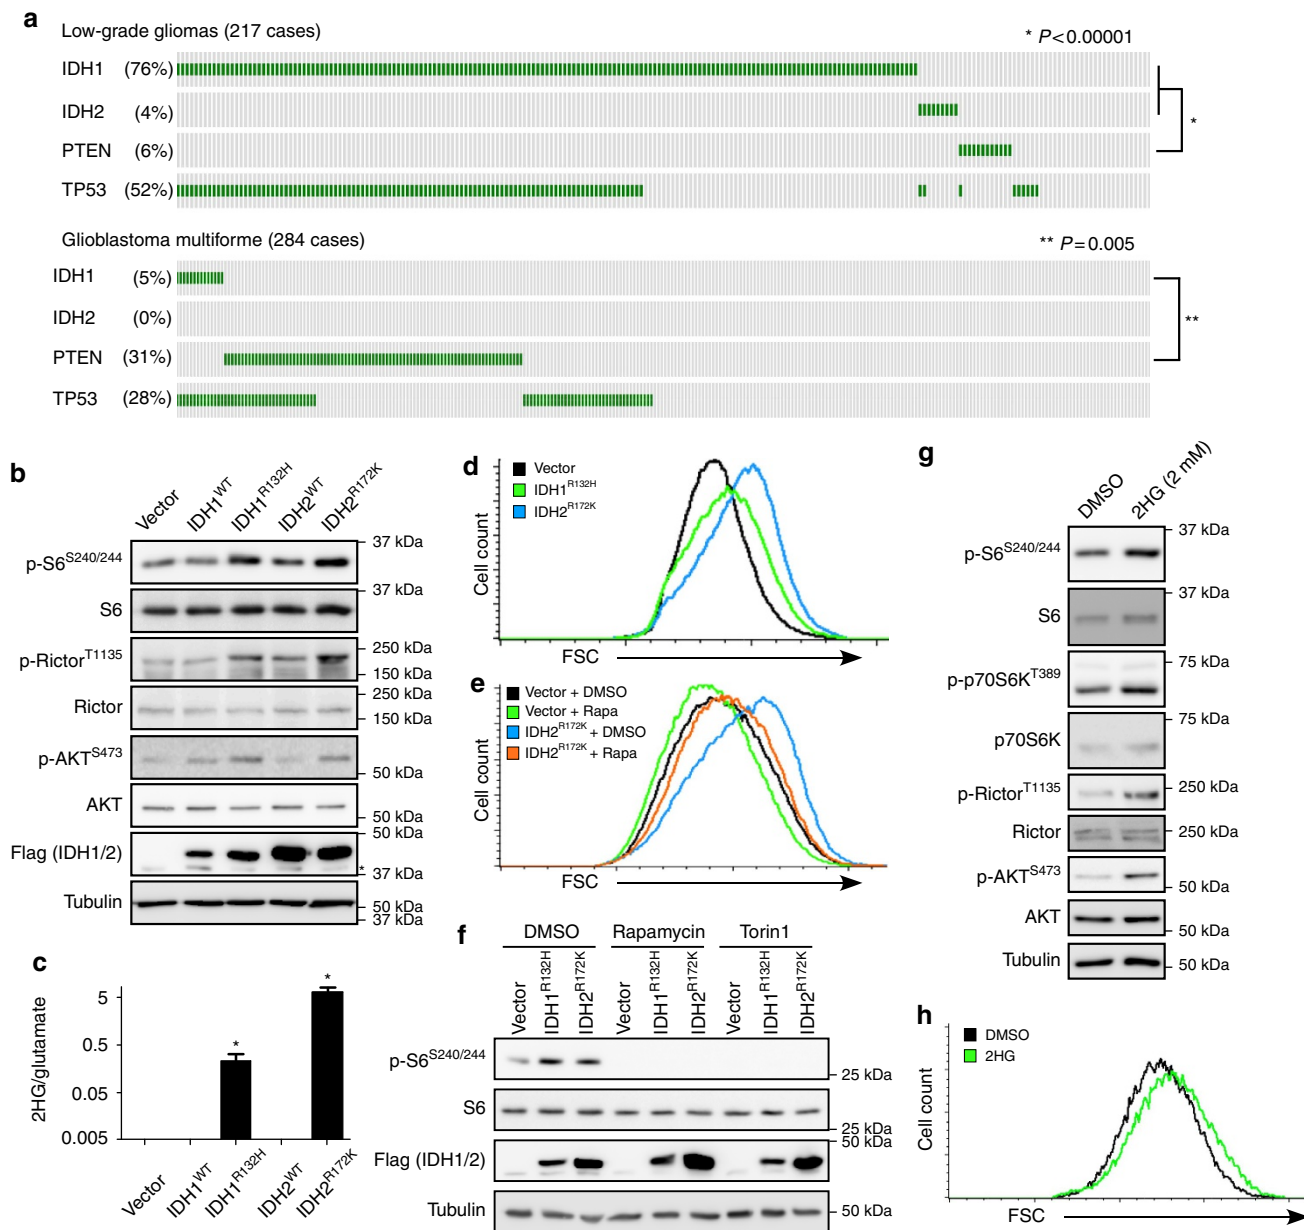 a
Low-grade gliomas (217 cases)
* P<0.00001
IDH1 (76%)
IDH2 (4%)
PTEN (6%)
TP53 (52%)
*
Glioblastoma multiforme (284 cases)
** P=0.005
IDH1 (5%)
IDH2 (0%)
PTEN (31%)
TP53 (28%)
**
b
Vector
IDH1WT
IDH1R132H
IDH2WT
IDH2R172K
p-S6S240/244
37 kDa
S6
37 kDa
p-RictorT1135
250 kDa
150 kDa
Rictor
250 kDa
150 kDa
p-AKTS473
50 kDa
AKT
50 kDa
Flag (IDH1/2)
50 kDa
*
37 kDa
Tubulin
50 kDa
37 kDa
c
2HG/glutamate
5
0.5
0.05
0.005
*
*
Vector
IDH1WT
IDH1R132H
IDH2WT
IDH2R172K
d
Vector
IDH1R132H
IDH2R172K
Cell count
FSC
e
Vector + DMSO
Vector + Rapa
IDH2R172K + DMSO
IDH2R172K + Rapa
Cell count
FSC
f
DMSO
Rapamycin
Torin1
Vector
IDH1R132H
IDH2R172K
Vector
IDH1R132H
IDH2R172K
Vector
IDH1R132H
IDH2R172K
p-S6S240/244
25 kDa
S6
25 kDa
Flag (IDH1/2)
50 kDa
Tubulin
50 kDa
g
DMSO
2HG (2 mM)
p-S6S240/244
37 kDa
S6
37 kDa
p-p70S6KT389
75 kDa
p70S6K
75 kDa
p-RictorT1135
250 kDa
Rictor
250 kDa
p-AKTS473
50 kDa
AKT
50 kDa
Tubulin
50 kDa
h
DMSO
2HG
Cell count
FSC